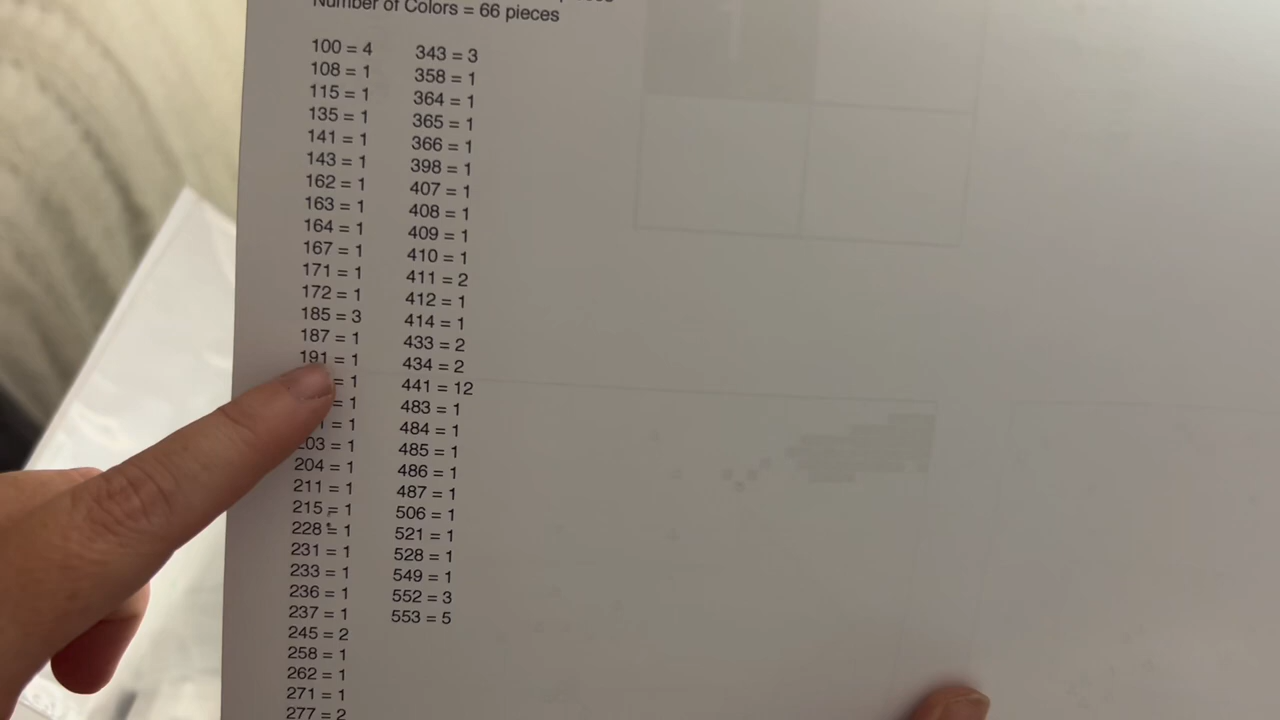 Number of Colors = 66 pieces
100 = 4
108 = 1
115 = 1
135 = 1
141 = 1
143 = 1
162 = 1
163 = 1
164 = 1
167 = 1
171 = 1
172 = 1
185 = 3
187 = 1
191 = 1
= 1
= 1
= 1
= 1
204 = 1
211 = 1
215 = 1
228 = 1
231 = 1
233 = 1
236 = 1
237 = 1
245 = 2
258 = 1
262 = 1
271 = 1
277 = 2
343 = 3
358 = 1
364 = 1
365 = 1
366 = 1
398 = 1
407 = 1
408 = 1
409 = 1
410 = 1
411 = 2
412 = 1
414 = 1
433 = 2
434 = 2
441 = 12
483 = 1
484 = 1
485 = 1
486 = 1
487 = 1
506 = 1
521 = 1
528 = 1
549 = 1
552 = 3
553 = 5